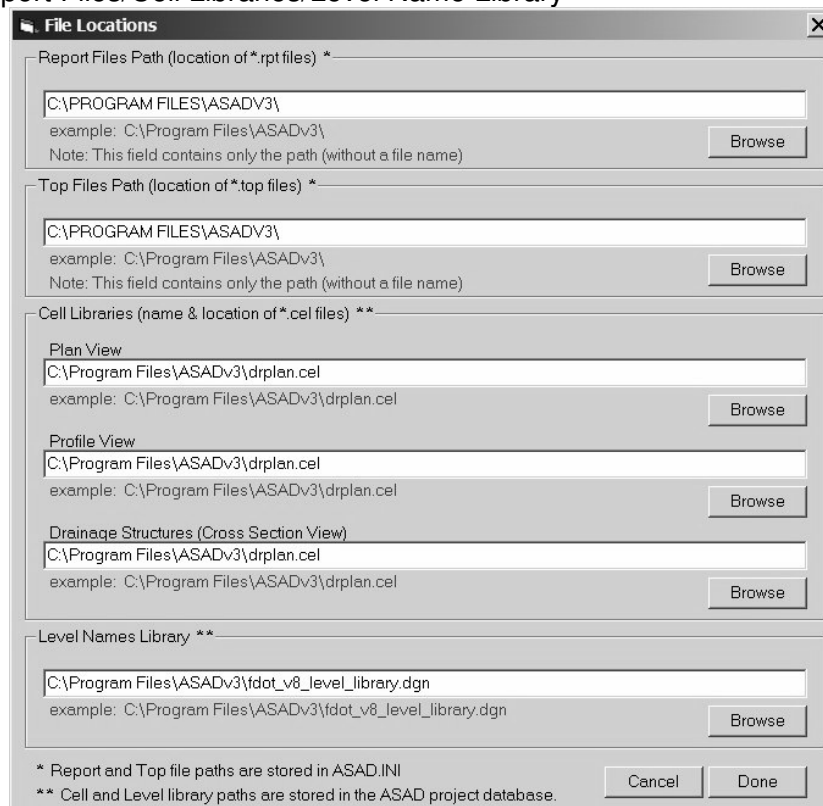 port Files/Cell Libraries/Level Name Library
File Locations
Report Files Path (location of *.rpt files) *
C:\PROGRAM FILES\ASADV3\
example: C:\Program Files\ASADv3\
Note: This field contains only the path (without a file name)
Browse
Top Files Path (location of *.top files) *
C:\PROGRAM FILES\ASADV3\
example: C:\Program Files\ASADv3\
Note: This field contains only the path (without a file name)
Browse
Cell Libraries (name & location of *.cel files) **
Plan View
C:\Program Files\ASADv3\drplan.cel
example: C:\Program Files\ASADv3\drplan.cel
Browse
Profile View
C:\Program Files\ASADv3\drplan.cel
example: C:\Program Files\ASADv3\drplan.cel
Browse
Drainage Structures (Cross Section View)
C:\Program Files\ASADv3\drplan.cel
example: C:\Program Files\ASADv3\drplan.cel
Browse
Level Names Library **
C:\Program Files\ASADv3\fdot_v8_level_library.dgn
example: C:\Program Files\ASADv3\fdot_v8_level_library.dgn
Browse
* Report and Top file paths are stored in ASAD.INI
** Cell and Level library paths are stored in the ASAD project database.
Cancel Done